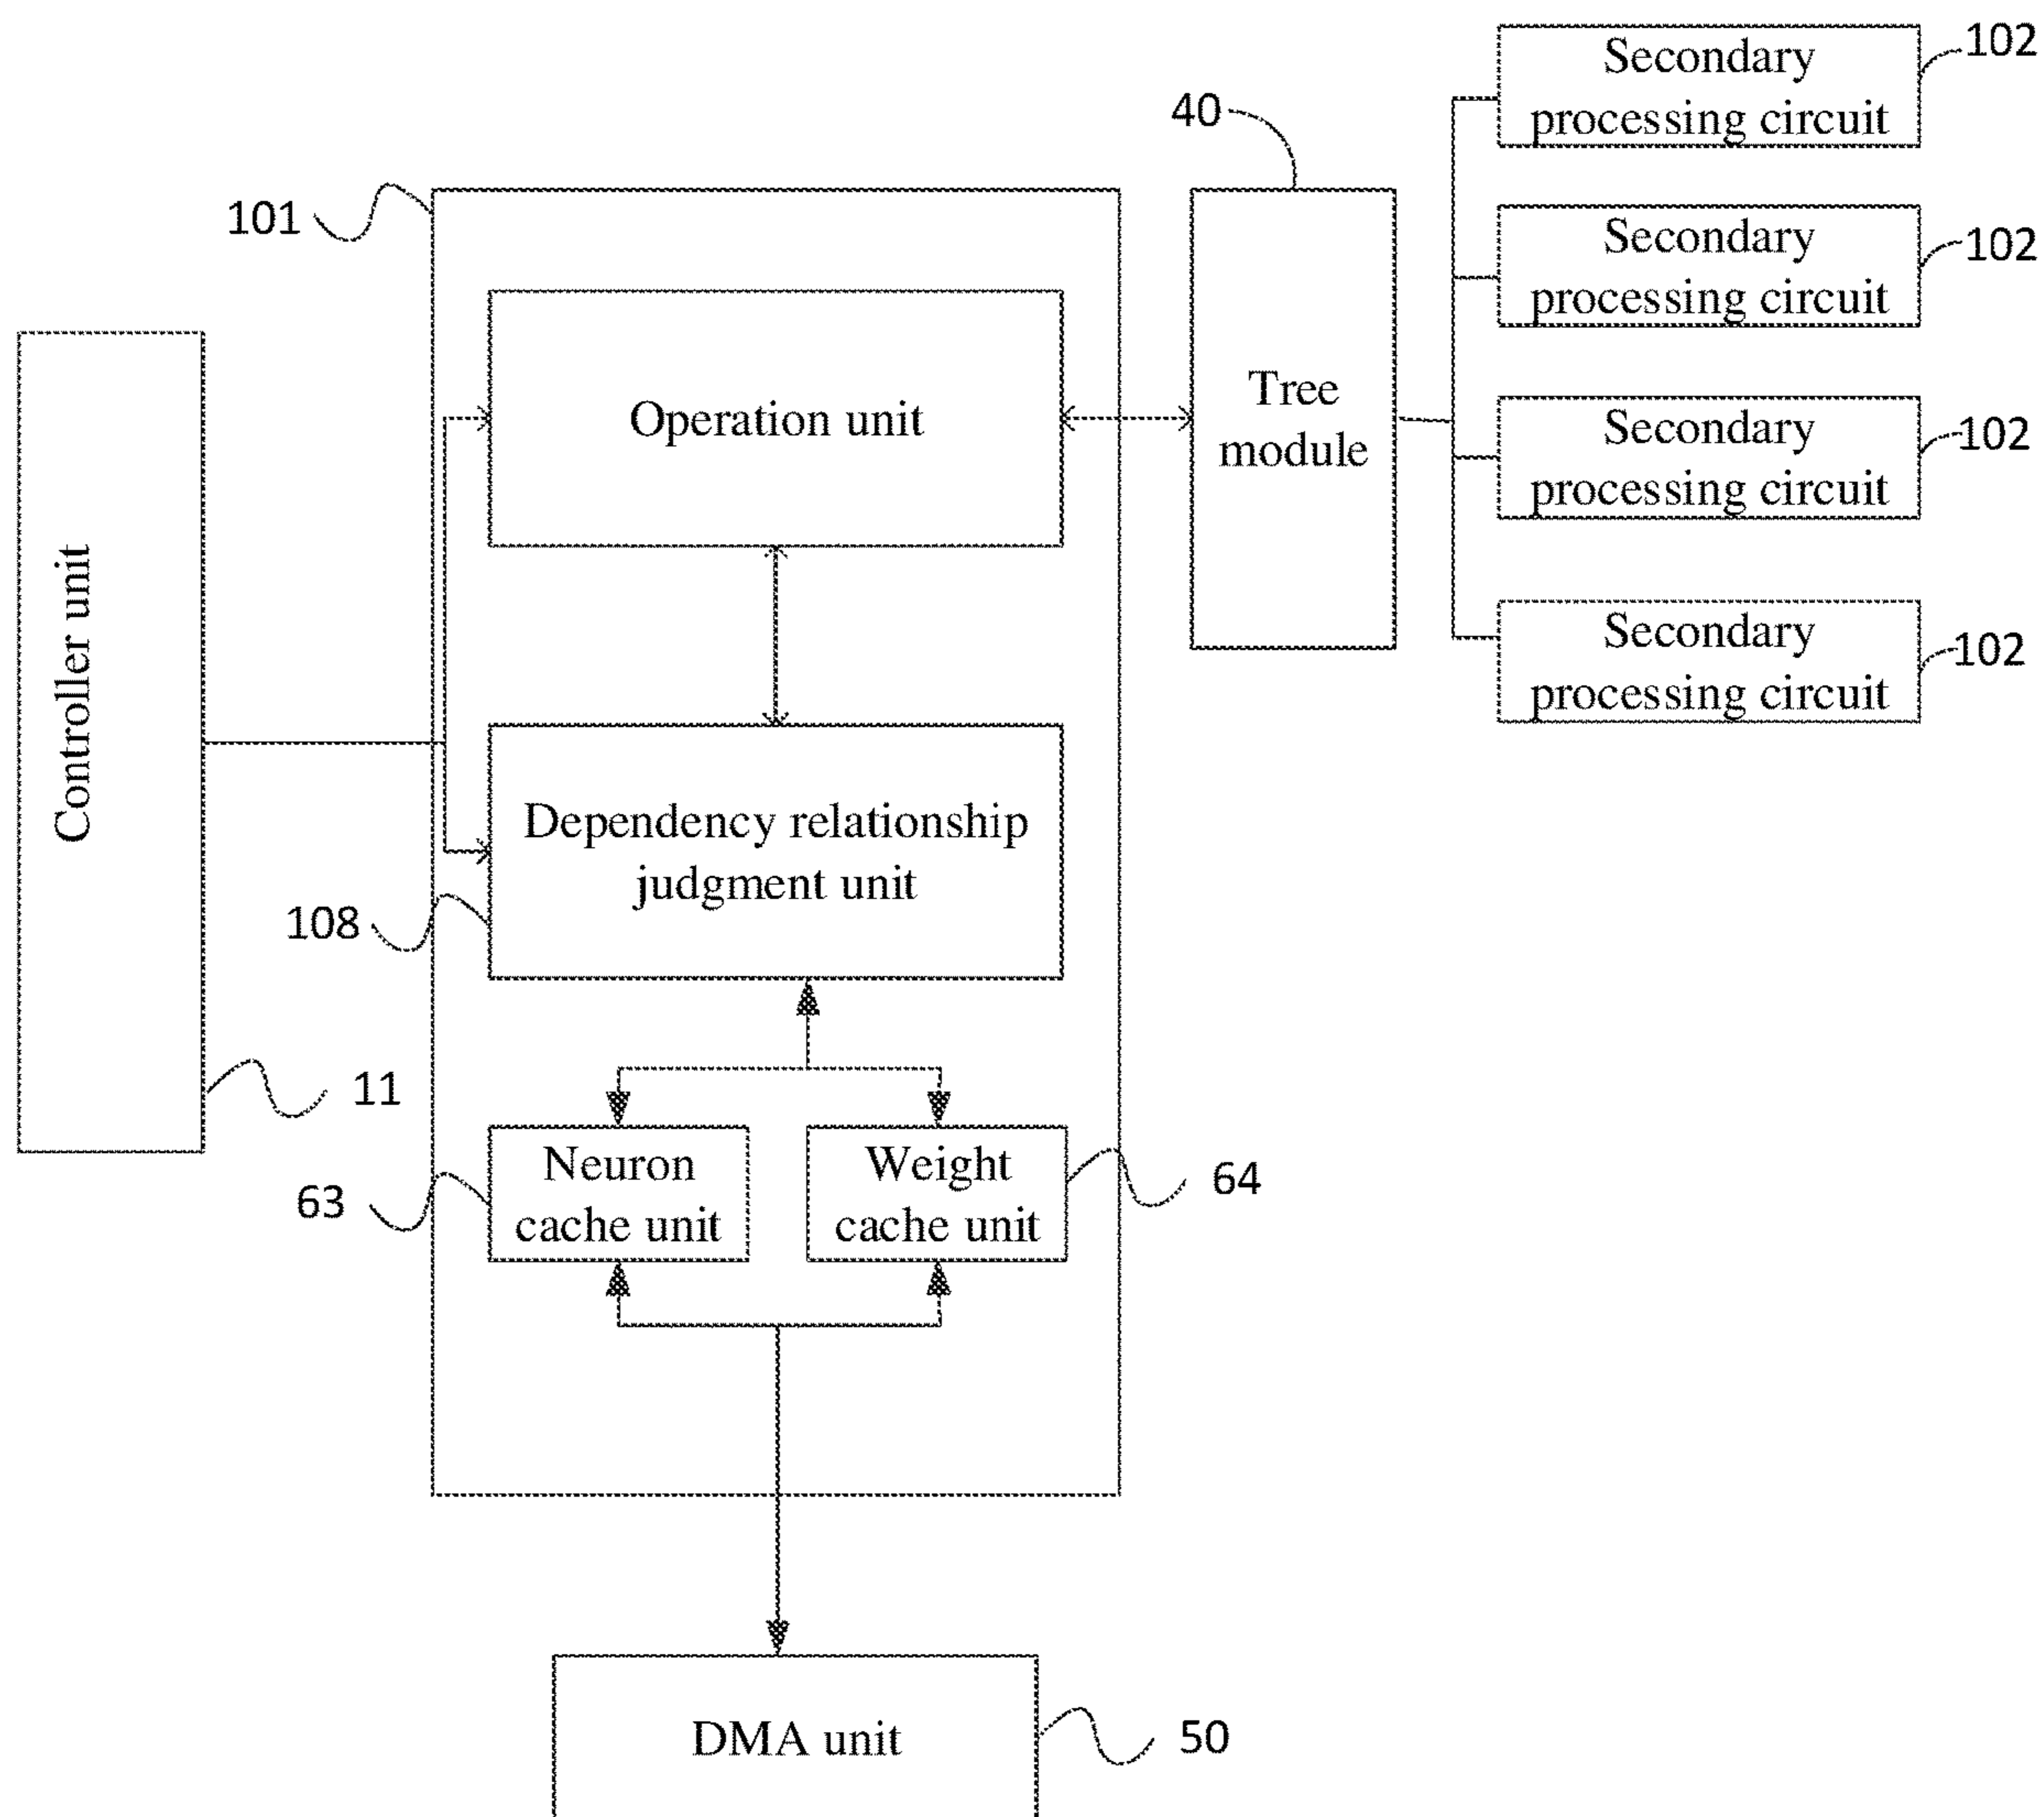 Secondary
processing circuit
102
40
Secondary
processing circuit
102
101
Tree
module
Operation unit
Secondary
processing circuit
102
Controller unit
Secondary
processing circuit
102
Dependency relationship
judgment unit
108
11
Neuron
cache unit
63
Weight
cache unit
64
DMA unit
50